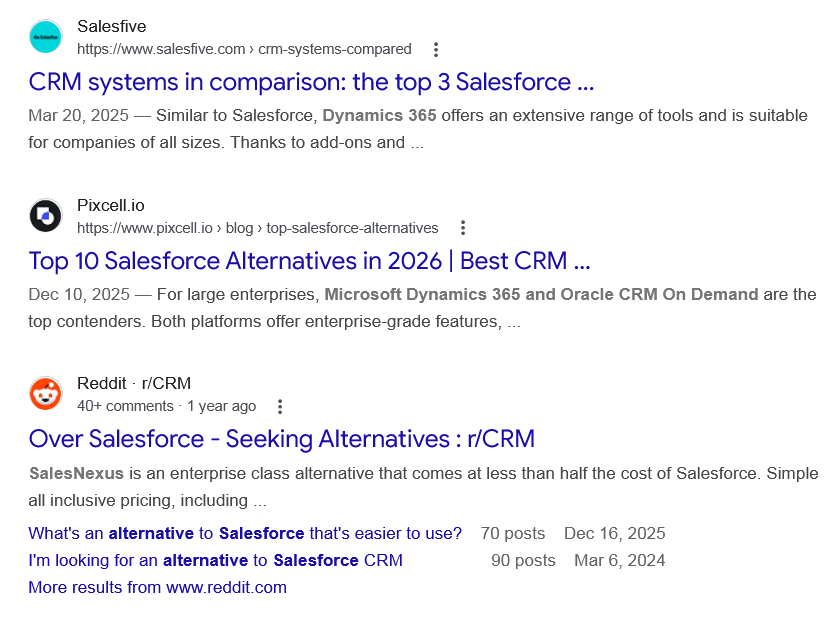 Salesfive
https://www.salesfive.com › crm-systems-compared
CRM systems in comparison: the top 3 Salesforce ...
Mar 20, 2025 — Similar to Salesforce, Dynamics 365 offers an extensive range of tools and is suitable
for companies of all sizes. Thanks to add-ons and ...
Pixcell.io
https://www.pixcell.io › blog › top-salesforce-alternatives
Top 10 Salesforce Alternatives in 2026 | Best CRM ...
Dec 10, 2025 — For large enterprises, Microsoft Dynamics 365 and Oracle CRM On Demand are the
top contenders. Both platforms offer enterprise-grade features, ...
Reddit · r/CRM
40+ comments · 1 year ago
Over Salesforce - Seeking Alternatives : r/CRM
SalesNexus is an enterprise class alternative that comes at less than half the cost of Salesforce. Simple
all inclusive pricing, including ...
What's an alternative to Salesforce that's easier to use? 70 posts Dec 16, 2025
I'm looking for an alternative to Salesforce CRM 90 posts Mar 6, 2024
More results from www.reddit.com